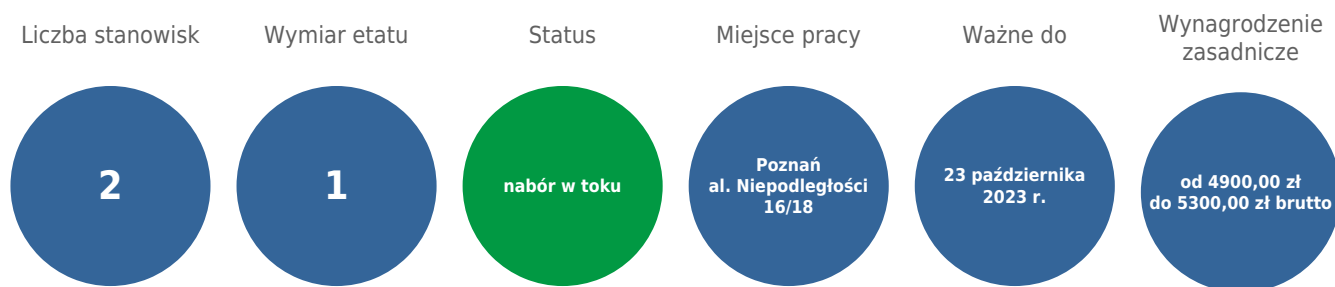 Liczba stanowisk
2
Wymiar etatu
1
Status
nabór w toku
Miejsce pracy
Poznań
al. Niepodległości
16/18
Ważne do
23 października
2023 r.
Wynagrodzenie
zasadnicze
od 4900,00 zł
do 5300,00 zł brutto